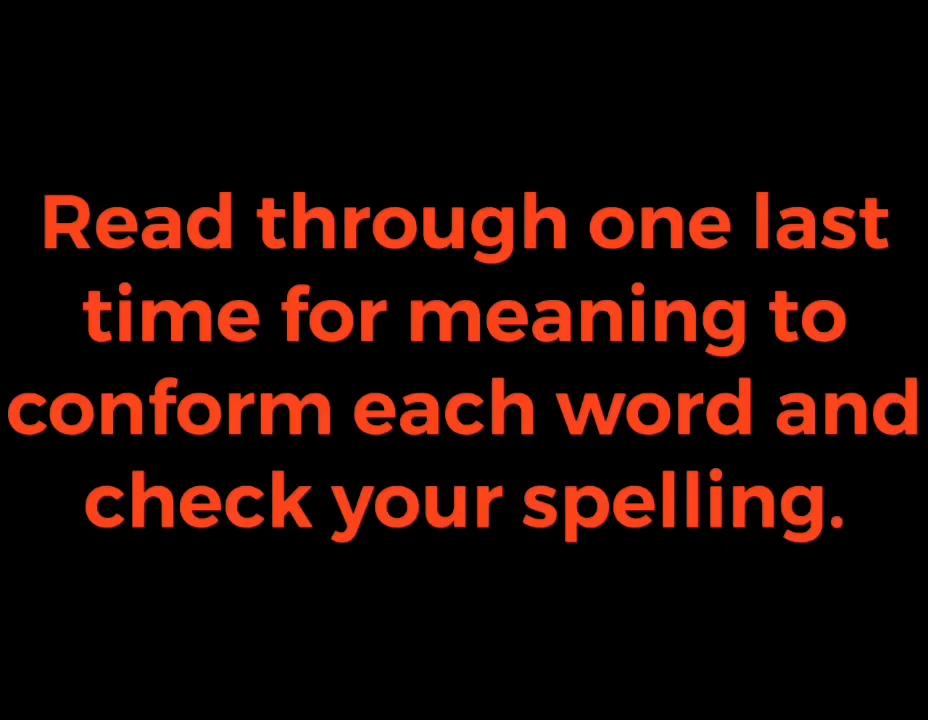 Read through one last
time for meaning to
conform each word and
check your spelling.